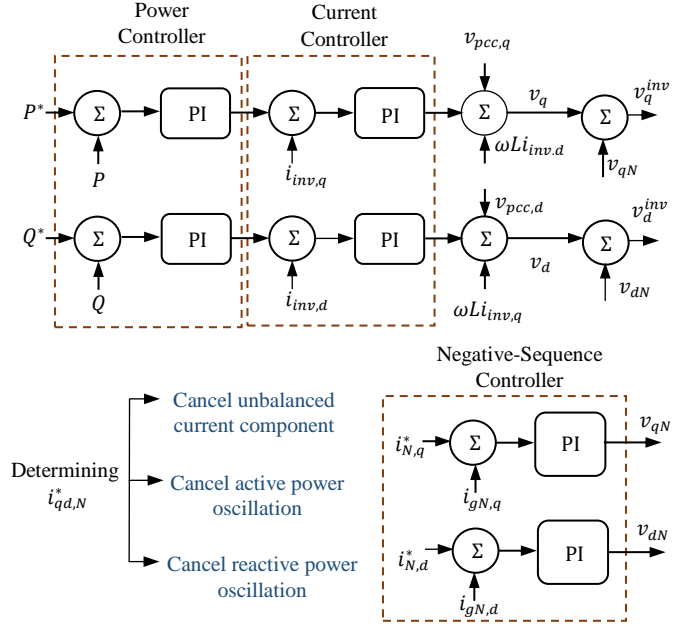 Power
Controller
Current
Controller
v_{pcc,q}
P* Σ PI Σ PI Σ v_q Σ v_q^{inv}
P
i_{inv,q}
ωLi_{inv.d}
v_{qN}
v_{pcc,d}
Q* Σ PI Σ PI Σ v_d Σ v_d^{inv}
Q
i_{inv,d}
ωLi_{inv,q}
v_{dN}
Negative-Sequence
Controller
i^*_{N,q} Σ PI v_{qN}
i_{gN,q}
i^*_{N,d} Σ PI v_{dN}
i_{gN,d}
Determining
i^*_{qd,N}
Cancel unbalanced
current component
Cancel active power
oscillation
Cancel reactive power
oscillation